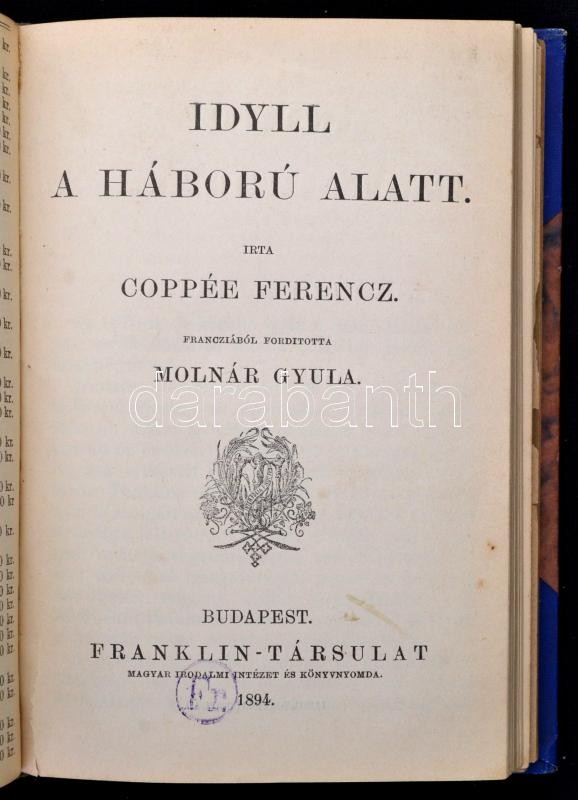 IDYLL
A HÁBORÚ ALATT.
IRTA
COPPÉE FERENCZ.
FRANCZIÁBÓL FORDITOTTA
MOLNÁR GYULA.
darabanth
BUDAPEST.
FRANKLIN-TÁRSULAT
MAGYAR IRODALMI INTÉZET ÉS KÖNYVNYOMDA.
Fr
1894.